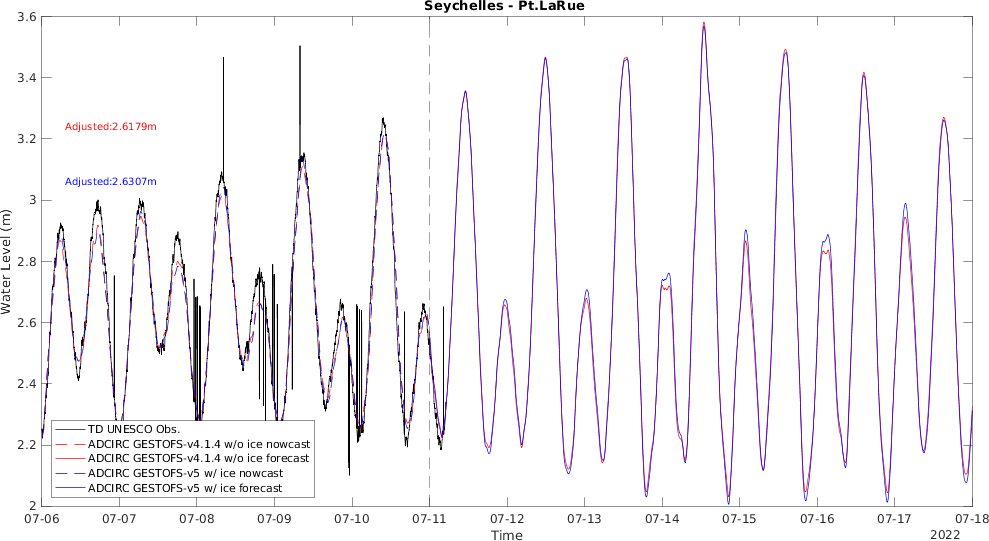 Seychelles - Pt.LaRue
3.6
3.4
3.2
3
2.8
2.6
2.4
2.2
2
Water Level (m)
Adjusted:2.6179m
Adjusted:2.6307m
TD UNESCO Obs.
ADCIRC GESTOFS-v4.1.4 w/o ice nowcast
ADCIRC GESTOFS-v4.1.4 w/o ice forecast
ADCIRC GESTOFS-v5 w/ ice nowcast
ADCIRC GESTOFS-v5 w/ ice forecast
07-06 07-07 07-08 07-09 07-10 07-11 07-12 07-13 07-14 07-15 07-16 07-17 07-18
Time
2022